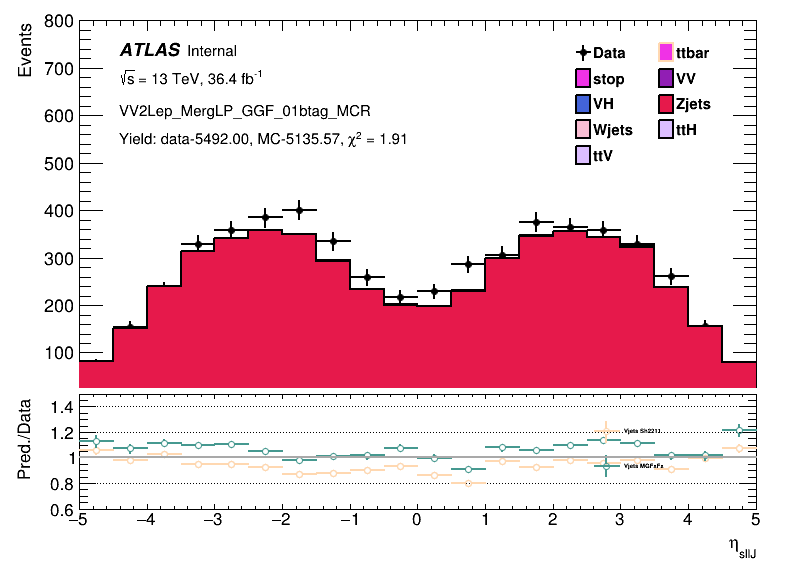 Events
800
700
600
500
400
300
200
100
ATLAS Internal
√s = 13 TeV, 36.4 fb⁻¹
VV2Lep_MergLP_GGF_01btag_MCR
Yield: data-5492.00, MC-5135.57, χ² = 1.91
Data ttbar
stop VV
VH Zjets
Wjets ttH
ttV
Pred./Data
1.4
1.2
1
0.8
0.6
Vjets Sh2211
Vjets MGFxFx
−5 −4 −3 −2 −1 0 1 2 3 4 5
η_sllJ